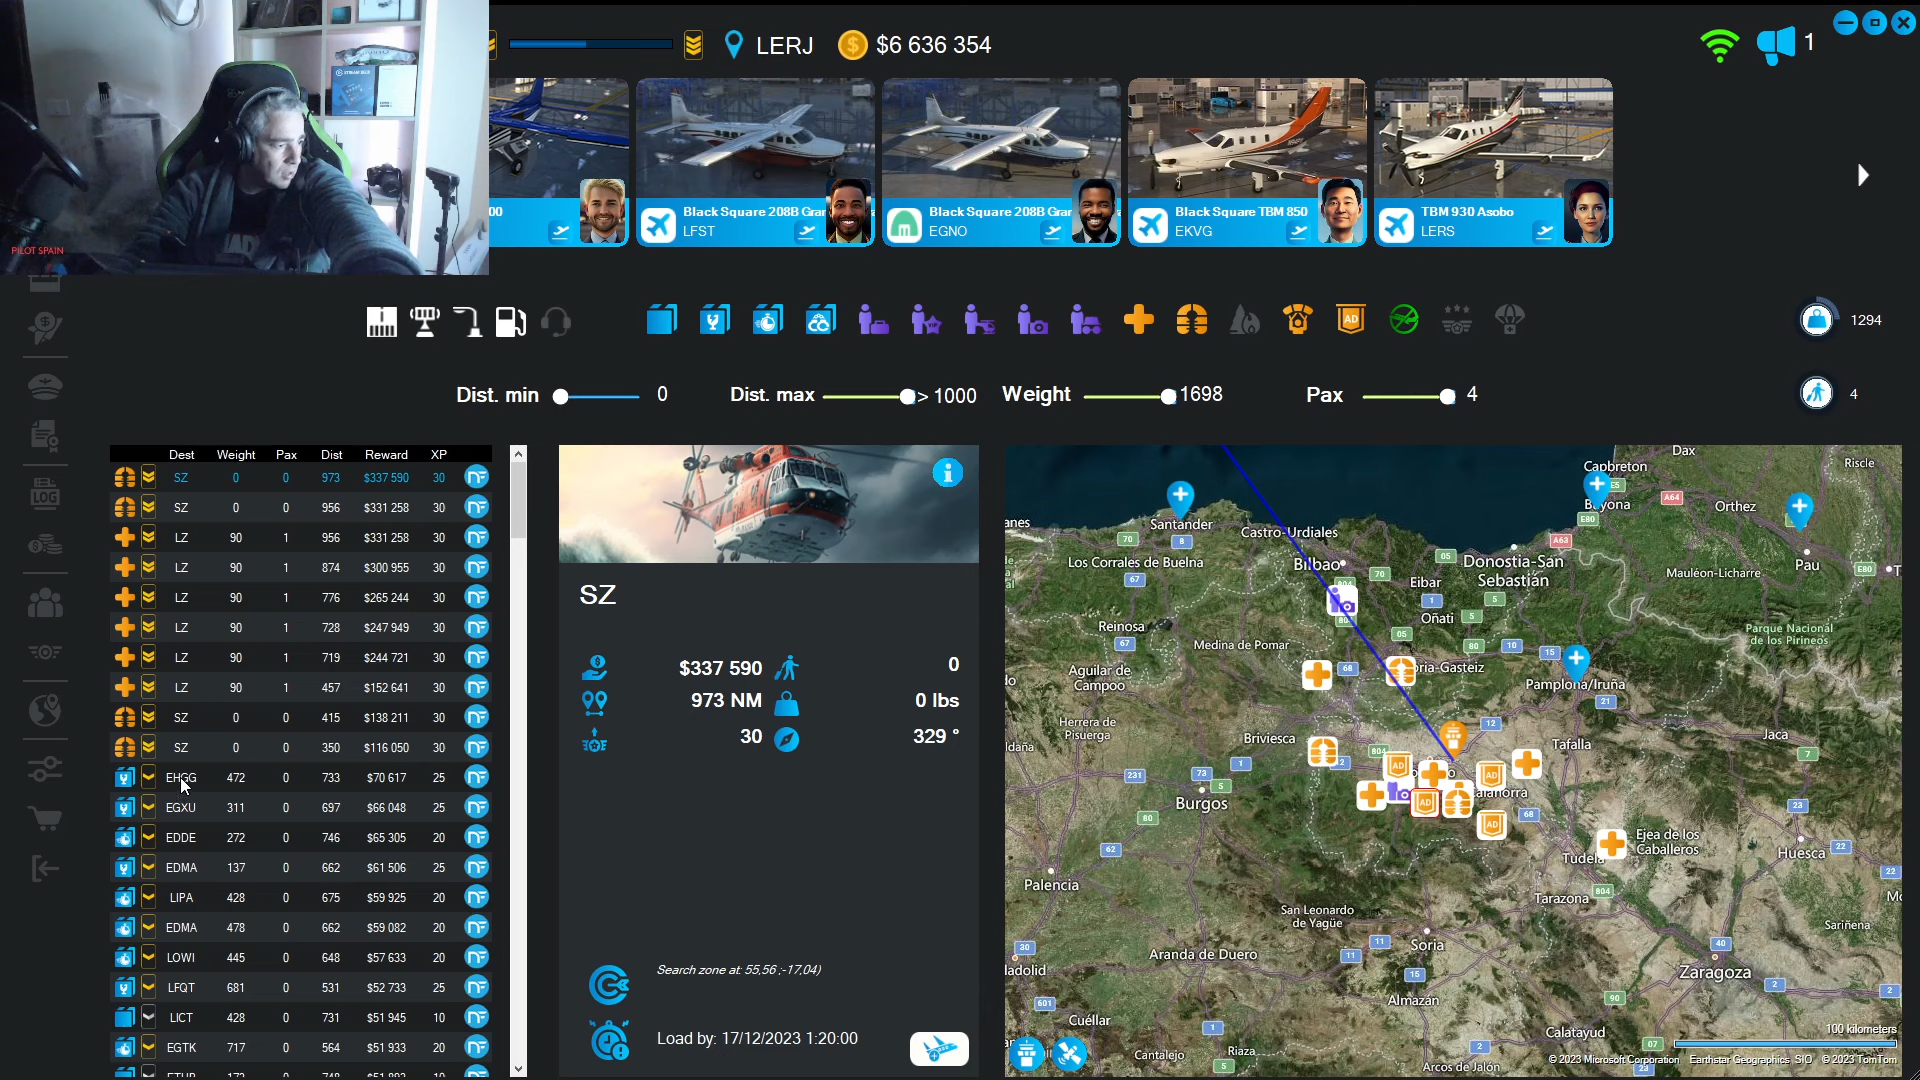 LERJ
$6 636 354
1
PILOT SPAIN
00
Black Square 208B Gran
LFST
Black Square 208B Gran
EGNO
Black Square TBM 850
EKVG
TBM 930 Asobo
LERS
1294
Dist. min
0
Dist. max
> 1000
Weight
1698
Pax
4
4
Dest Weight Pax Dist Reward XP
SZ 0 0 973 $337 590 30
SZ 0 0 956 $331 258 30
LZ 90 1 956 $331 258 30
LZ 90 1 874 $300 955 30
LZ 90 1 776 $265 244 30
LZ 90 1 728 $247 949 30
LZ 90 1 719 $244 721 30
LZ 90 1 457 $152 641 30
SZ 0 0 415 $138 211 30
SZ 0 0 350 $116 050 30
EHGG 472 0 733 $70 617 25
EGXU 311 0 697 $66 048 25
EDDE 272 0 746 $65 305 20
EDMA 137 0 662 $61 506 25
LIPA 428 0 675 $59 925 20
EDMA 478 0 662 $59 082 20
LOWI 445 0 648 $57 633 20
LFQT 681 0 531 $52 733 25
LICT 428 0 731 $51 945 10
EGTK 717 0 564 $51 933 20
LOG
SZ
$337 590
0
973 NM
0 lbs
30
329 °
Search zone at: 55,56 ;-17,04)
Load by: 17/12/2023 1:20:00
Dax
Capbreton
Riscle
Bayona
Orthez
Santander
Castro-Urdiales
Los Corrales de Buelna
Bilbao
Donostia-San
Sebastián
Eibar
Mauléon-Licharre
Pau
Oñati
Reinosa
Medina de Pomar
Parque Nacional
de los Pirineos
Aguilar de
Campoo
oria-Gasteiz
Pamplona/Iruña
Herrera de
Pisuerga
Briviesca
Tafalla
Jaca
Burgos
Calahorra
Ejea de los
Caballeros
Huesca
Tudela
Palencia
Tarazona
San Leonardo
de Yagüe
Sariñena
Aranda de Duero
Soria
ladolid
Zaragoza
Almazán
Cuéllar
Calatayud
Cantalejo
Riaza
Arcos de Jalón
100 kilometers
© 2023 Microsoft Corporation Earthstar Geographics SIO © 2023 TomTom